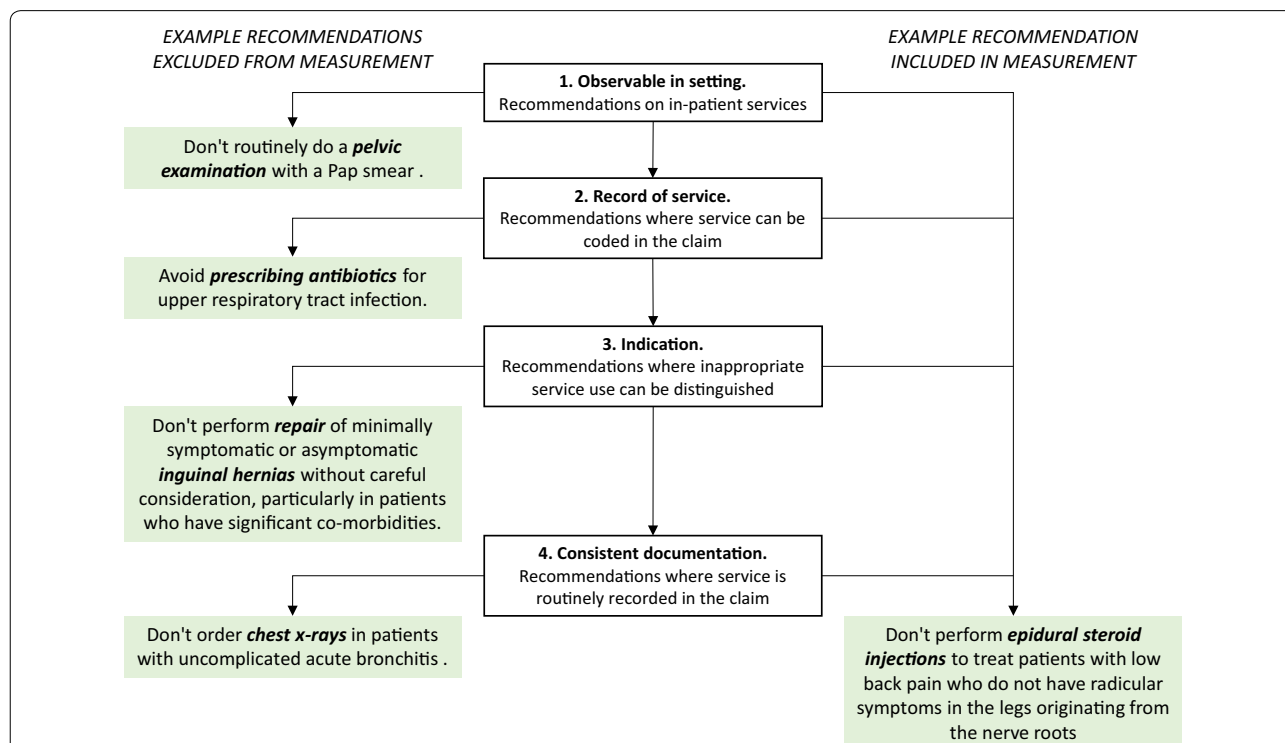 EXAMPLE RECOMMENDATIONS
EXCLUDED FROM MEASUREMENT
EXAMPLE RECOMMENDATION
INCLUDED IN MEASUREMENT
1. Observable in setting.
Recommendations on in-patient services
Don't routinely do a pelvic
examination with a Pap smear .
2. Record of service.
Recommendations where service can be
coded in the claim
Avoid prescribing antibiotics for
upper respiratory tract infection.
3. Indication.
Recommendations where inappropriate
service use can be distinguished
Don't perform repair of minimally
symptomatic or asymptomatic
inguinal hernias without careful
consideration, particularly in patients
who have significant co-morbidities.
4. Consistent documentation.
Recommendations where service is
routinely recorded in the claim
Don't order chest x-rays in patients
with uncomplicated acute bronchitis .
Don't perform epidural steroid
injections to treat patients with low
back pain who do not have radicular
symptoms in the legs originating from
the nerve roots